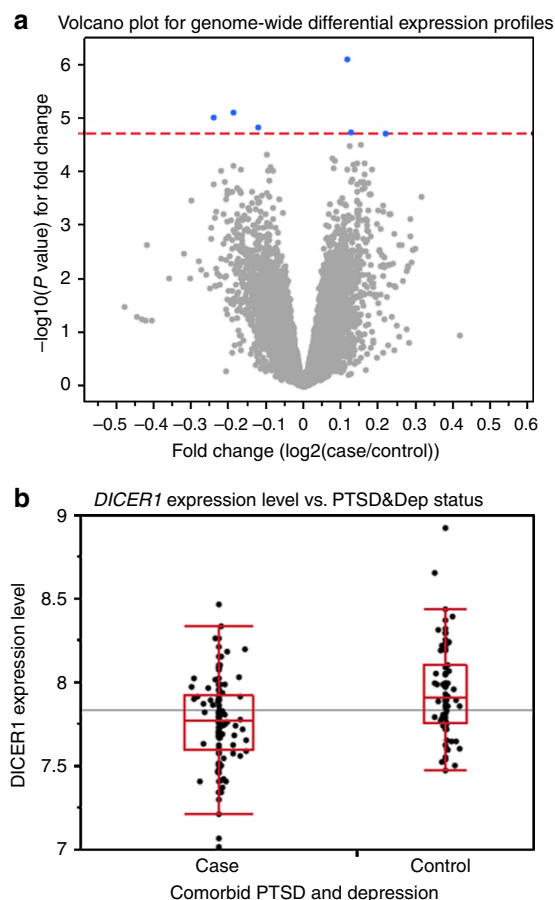 a
Volcano plot for genome-wide differential expression profiles
−log10(P value) for fold change
6
5
4
3
2
1
0
−0.5 −0.4 −0.3 −0.2 −0.1 0 0.1 0.2 0.3 0.4 0.5 0.6
Fold change (log2(case/control))
b
DICER1 expression level vs. PTSD&Dep status
DICER1 expression level
9
8.5
8
7.5
7
Case Control
Comorbid PTSD and depression